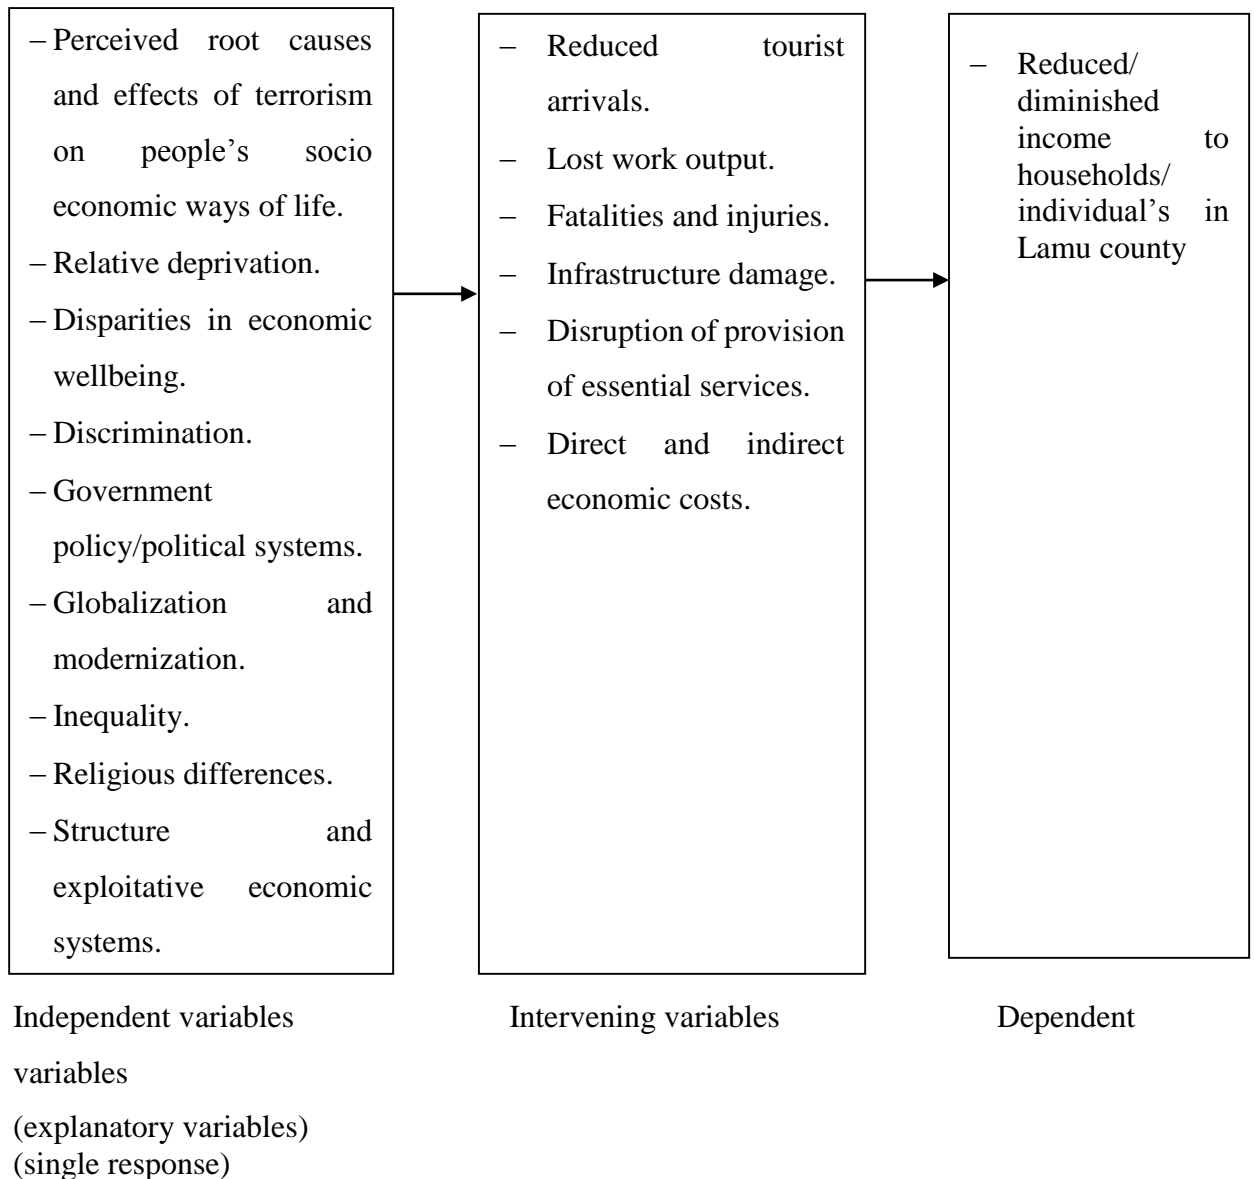 – Perceived root causes
and effects of terrorism
on people’s socio
economic ways of life.
– Relative deprivation.
– Disparities in economic
wellbeing.
– Discrimination.
– Government
policy/political systems.
– Globalization and
modernization.
– Inequality.
– Religious differences.
– Structure and
exploitative economic
systems.
– Reduced tourist
arrivals.
– Lost work output.
– Fatalities and injuries.
– Infrastructure damage.
– Disruption of provision
of essential services.
– Direct and indirect
economic costs.
– Reduced/
diminished
income to
households/
individual’s in
Lamu county
Independent variables Intervening variables Dependent
variables
(explanatory variables)
(single response)